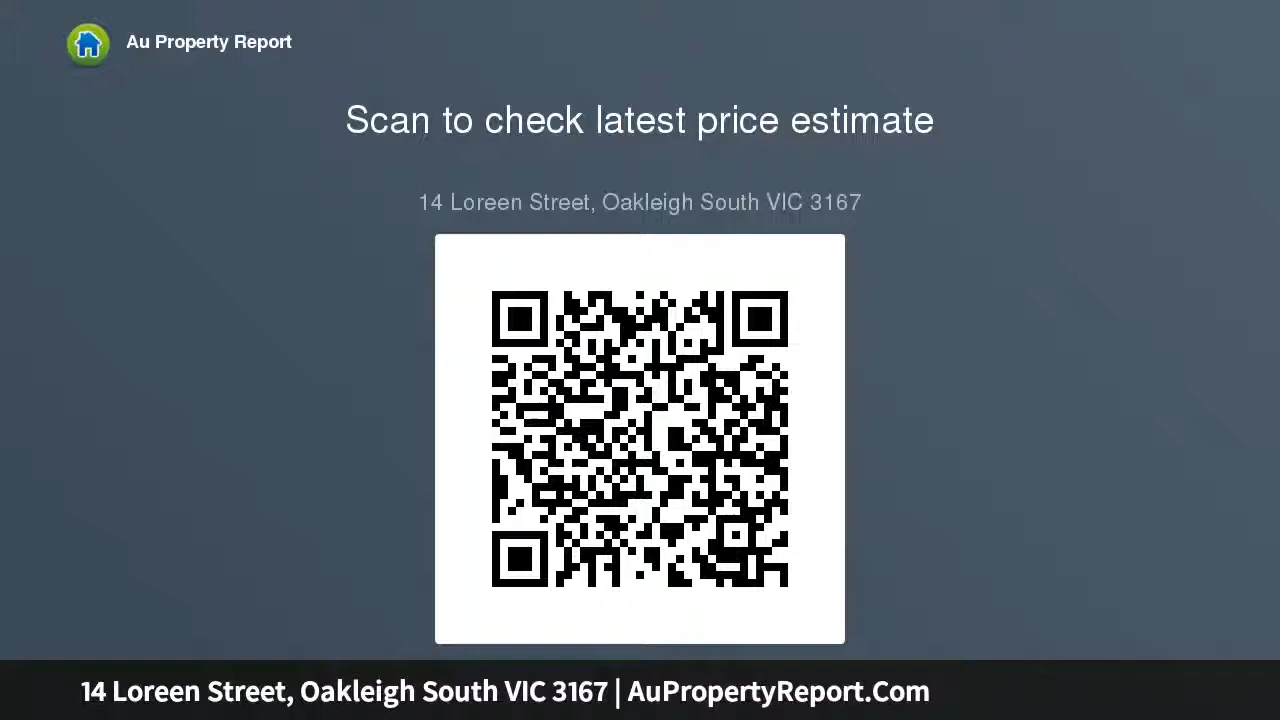 Au Property Report
Scan to check latest price estimate
14 Loreen Street, Oakleigh South VIC 3167
14 Loreen Street, Oakleigh South VIC 3167 | AuPropertyReport.Com